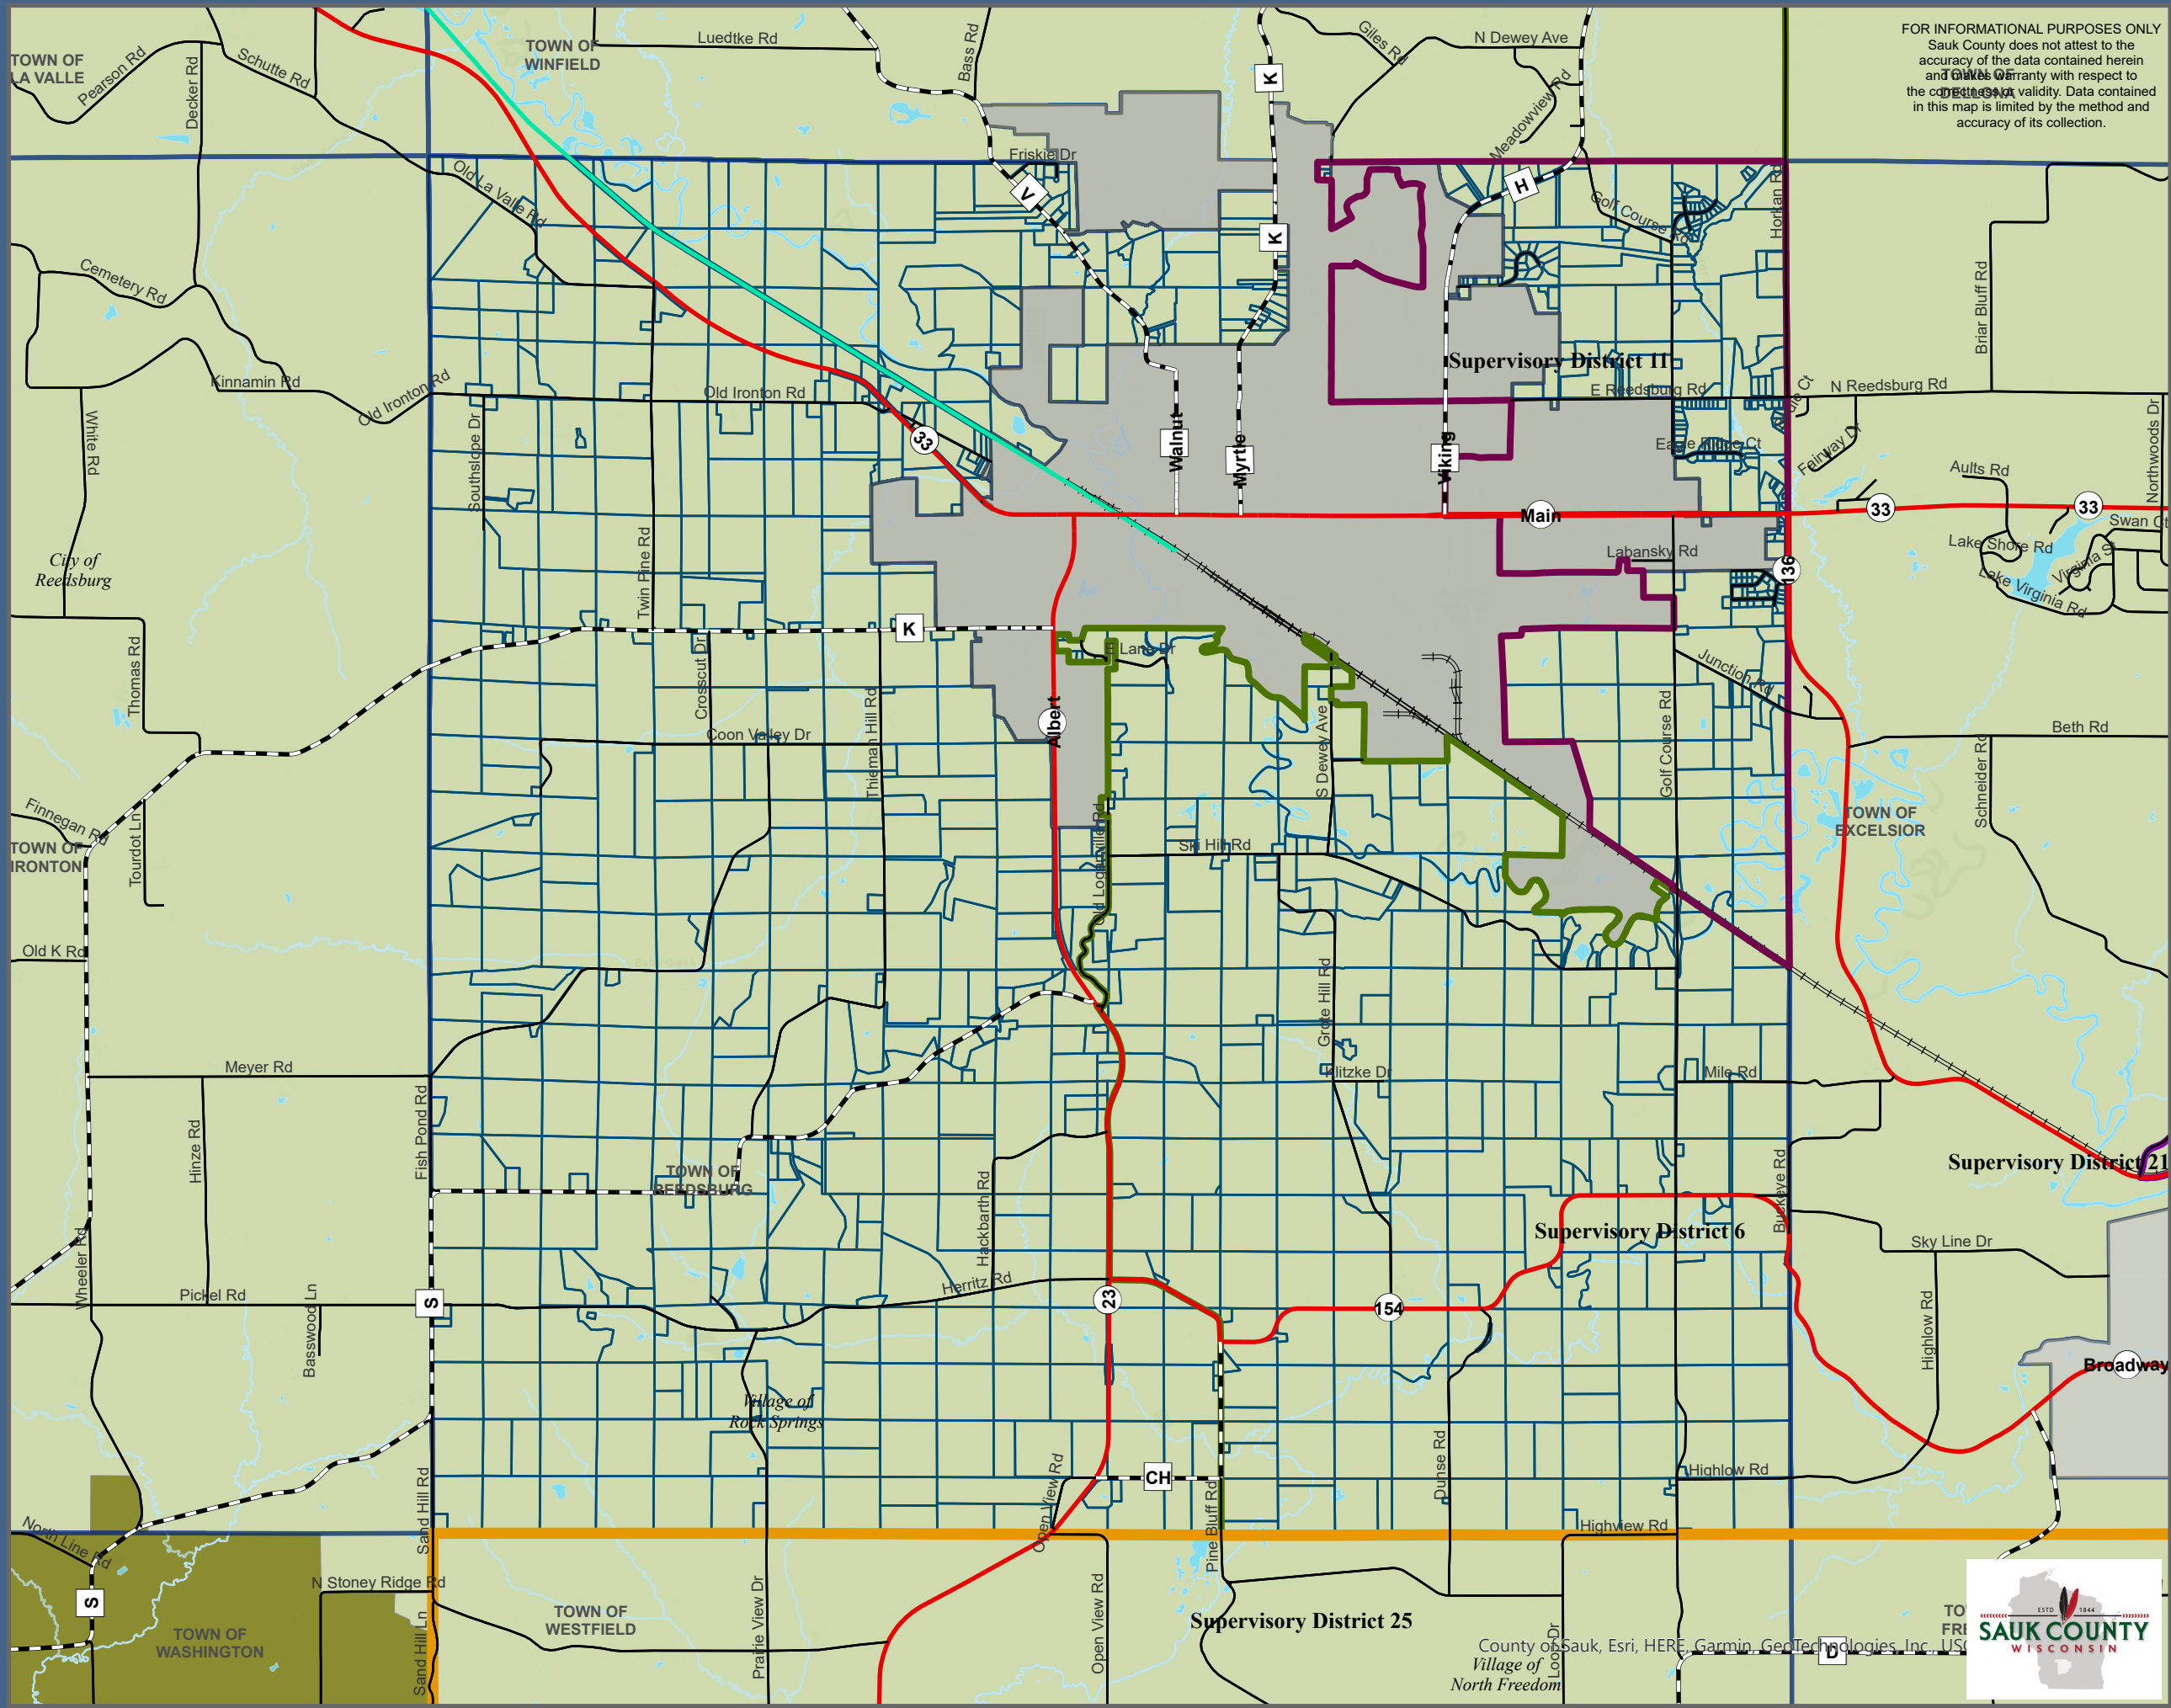 FOR INFORMATIONAL PURPOSES ONLY
Sauk County does not attest to the
accuracy of the data contained herein
and makes warranty with respect to
the correctness or validity. Data contained
in this map is limited by the method and
accuracy of its collection.
TOWN OF
DELLONA
TOWN OF
LA VALLE
Pearson Rd
Decker Rd
Schutte Rd
TOWN OF
WINFIELD
Luedtke Rd
Bass Rd
K
Giles Rd
N Dewey Ave
Meadowview Rd
Friskie Dr
V
H
Old La Valle Rd
Golf Course Rd
Horkan Rd
K
Cemetery Rd
Briar Bluff Rd
Supervisory District 11
Kinnamin Rd
Old Ironton Rd
Old Ironton Rd
E Reedsburg Rd
N Reedsburg Rd
White Rd
Southslope Dr
33
Walnut
Myrtle
Viking
Eagle Ridge Ct
Fairway Dr
Aults Rd
Northwoods Dr
Main
33
33
Swan Ct
City of
Reedsburg
Twin Pine Rd
Labansky Rd
136
Lake Shore Rd
Virginia St
Lake Virginia Rd
K
Thomas Rd
Crosscut Dr
Lane Dr
Junction Rd
Thieman Hill Rd
Albert
S Dewey Ave
Golf Course Rd
Coon Valley Dr
Beth Rd
Schneider Rd
Finnegan Rd
Tourdot Ln
TOWN OF
IRONTON
Old Loganville Rd
Ski Hill Rd
TOWN OF
EXCELSIOR
Old K Rd
Grote Hill Rd
Meyer Rd
Klitzke Dr
Mile Rd
Fish Pond Rd
Hinze Rd
TOWN OF
REEDSBURG
Hackbarth Rd
Buckeye Rd
Supervisory District 21
Supervisory District 6
Sky Line Dr
Wheeler Rd
Pickel Rd
Basswood Ln
S
Herritz Rd
23
154
Highlow Rd
Broadway
Village of
Rock Springs
Open View Rd
CH
Pine Bluff Rd
Dunse Rd
Highlow Rd
Sand Hill Rd
North Line Rd
Highview Rd
S
N Stoney Ridge Rd
TOWN OF
WASHINGTON
Sand Hill Ln
TOWN OF
WESTFIELD
Prairie View Dr
Open View Rd
Supervisory District 25
County of Sauk, Esri, HERE, Garmin, GeoTechnologies, Inc.,
Village of
North Freedom
Loop Dr
D
ESTD 1844
SAUK COUNTY
WISCONSIN